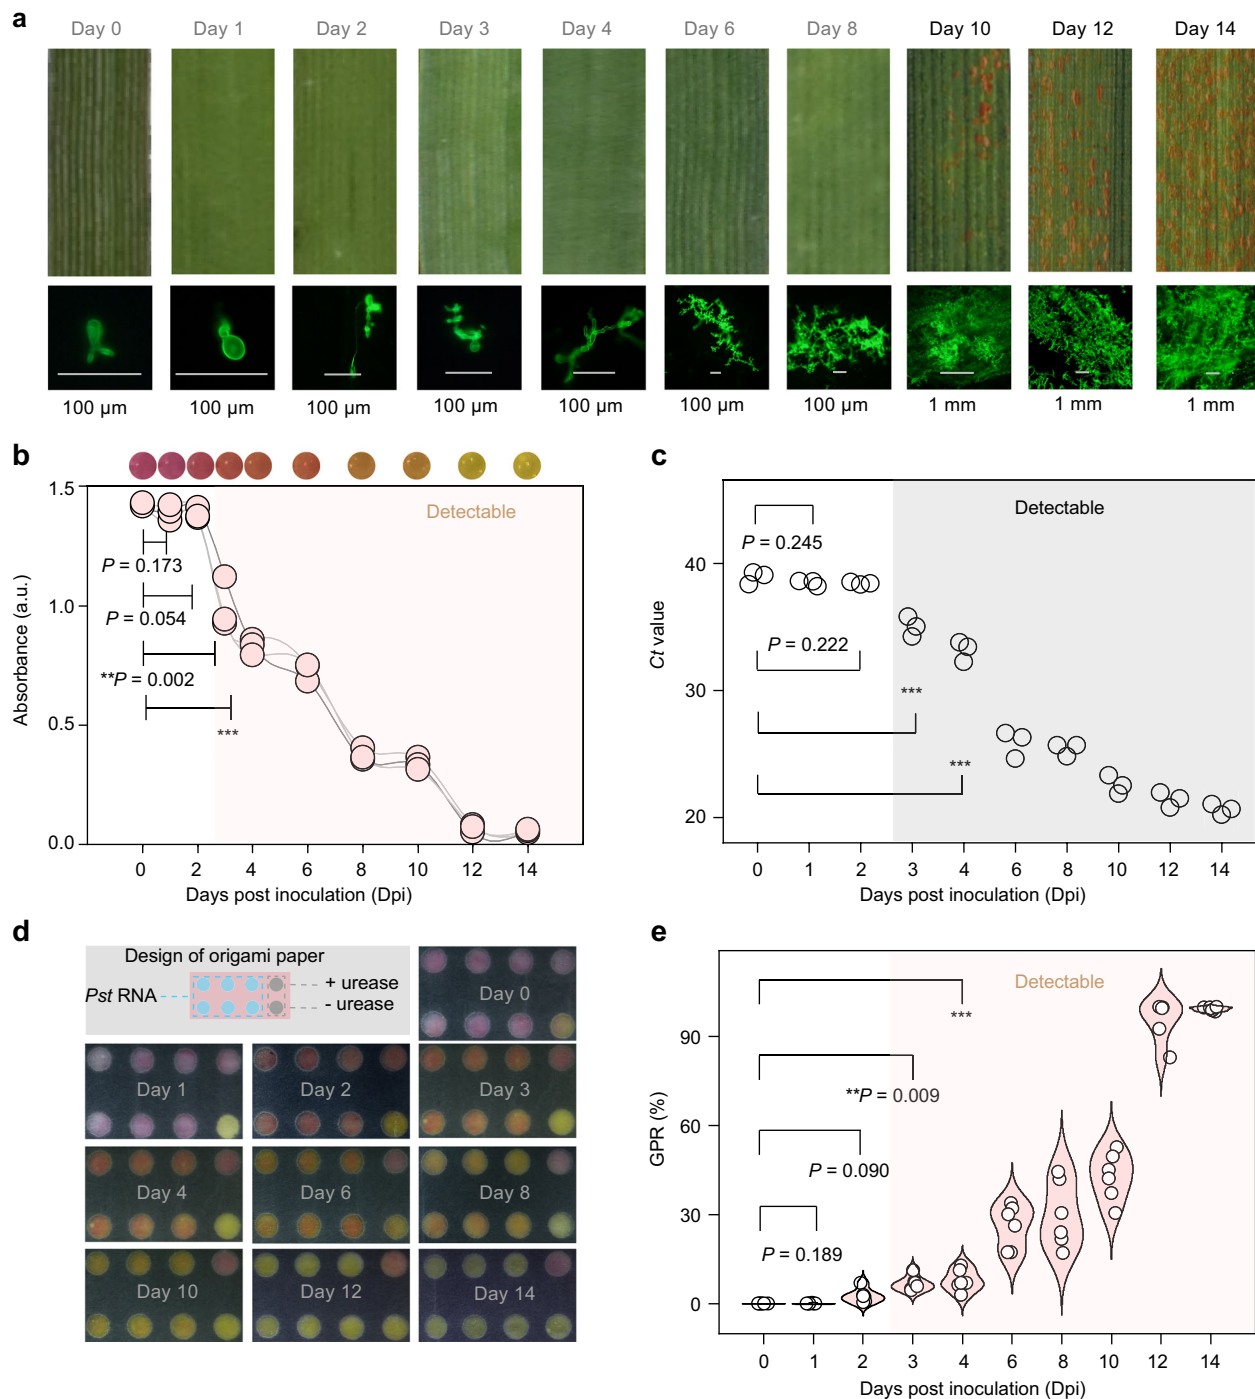 a
Day 0 Day 1 Day 2 Day 3 Day 4 Day 6 Day 8 Day 10 Day 12 Day 14
100 µm 100 µm 100 µm 100 µm 100 µm 100 µm 100 µm 1 mm 1 mm 1 mm
b
1.5
1.0
0.5
0.0
Absorbance (a.u.)
Detectable
P = 0.173
P = 0.054
**P = 0.002
***
0 2 4 6 8 10 12 14
Days post inoculation (Dpi)
c
40
30
20
Ct value
Detectable
P = 0.245
P = 0.222
***
***
0 1 2 3 4 6 8 10 12 14
Days post inoculation (Dpi)
d
Design of origami paper
Pst RNA
+ urease
- urease
Day 0
Day 1 Day 2 Day 3
Day 4 Day 6 Day 8
Day 10 Day 12 Day 14
e
90
60
30
0
GPR (%)
Detectable
***
**P = 0.009
P = 0.090
P = 0.189
0 1 2 3 4 6 8 10 12 14
Days post inoculation (Dpi)